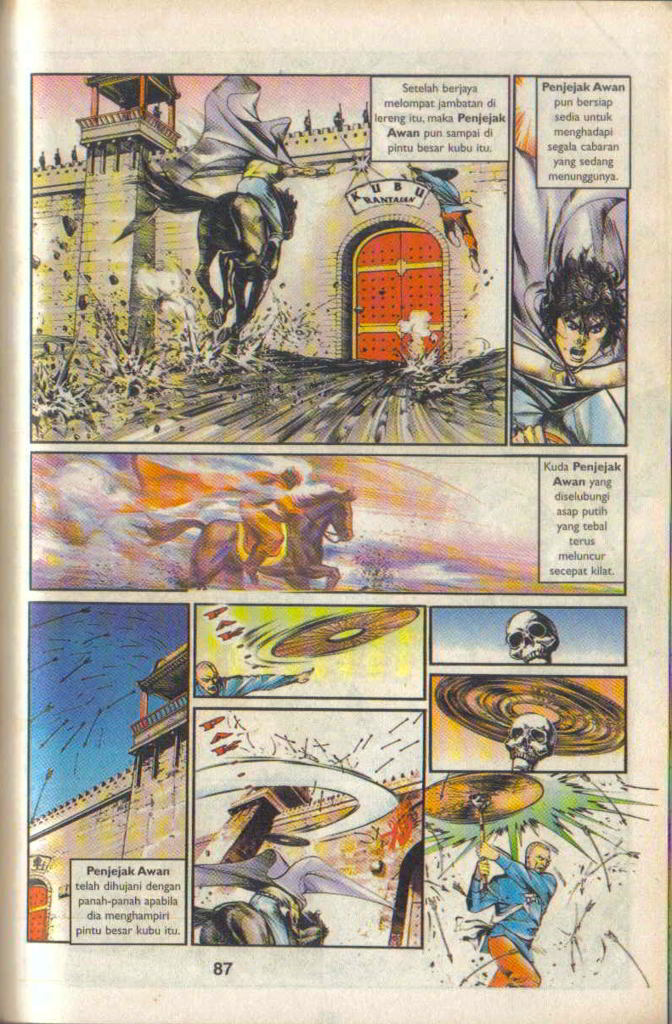 Setelah berjaya
melompat jambatan di
lereng itu, maka Penjejak
Awan pun sampai di
pintu besar kubu itu.
Penjejak Awan
pun bersiap
sedia untuk
menghadapi
segala cabaran
yang sedang
menunggunya.
KUBU
RANTAIAN
Kuda Penjejak
Awan yang
diselubungi
asap putih
yang tebal
terus
meluncur
secepat kilat.
Penjejak Awan
telah dihujani dengan
panah-panah apabila
dia menghampiri
pintu besar kubu itu.
87